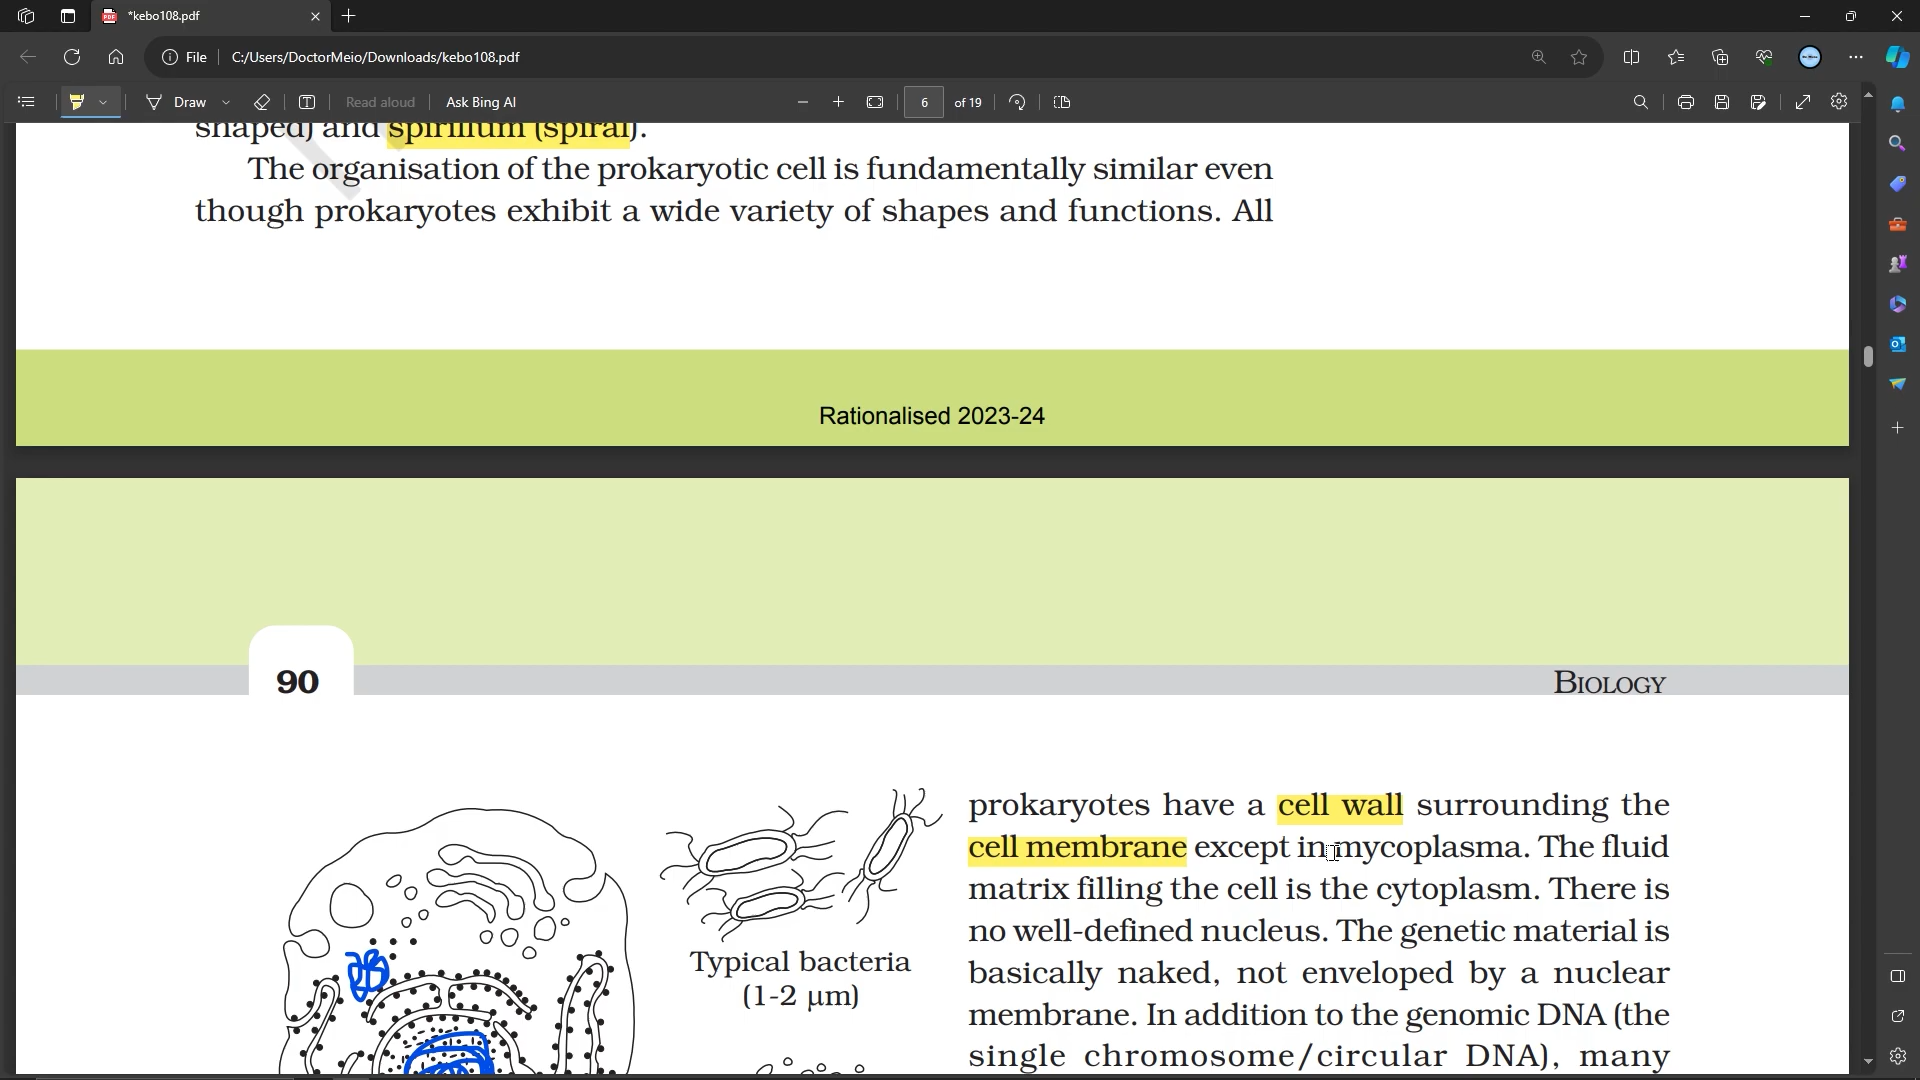 *kebo108.pdf
File
C:/Users/DoctorMeio/Downloads/kebo108.pdf
Draw
Read aloud
Ask Bing AI
6
of 19
shaped) and spirillum (spiral).
The organisation of the prokaryotic cell is fundamentally similar even
though prokaryotes exhibit a wide variety of shapes and functions. All
Rationalised 2023-24
90
BIOLOGY
prokaryotes have a cell wall surrounding the
cell membrane except in mycoplasma. The fluid
matrix filling the cell is the cytoplasm. There is
no well-defined nucleus. The genetic material is
basically naked, not enveloped by a nuclear
membrane. In addition to the genomic DNA (the
single chromosome/circular DNA), many
Typical bacteria
(1-2 μm)